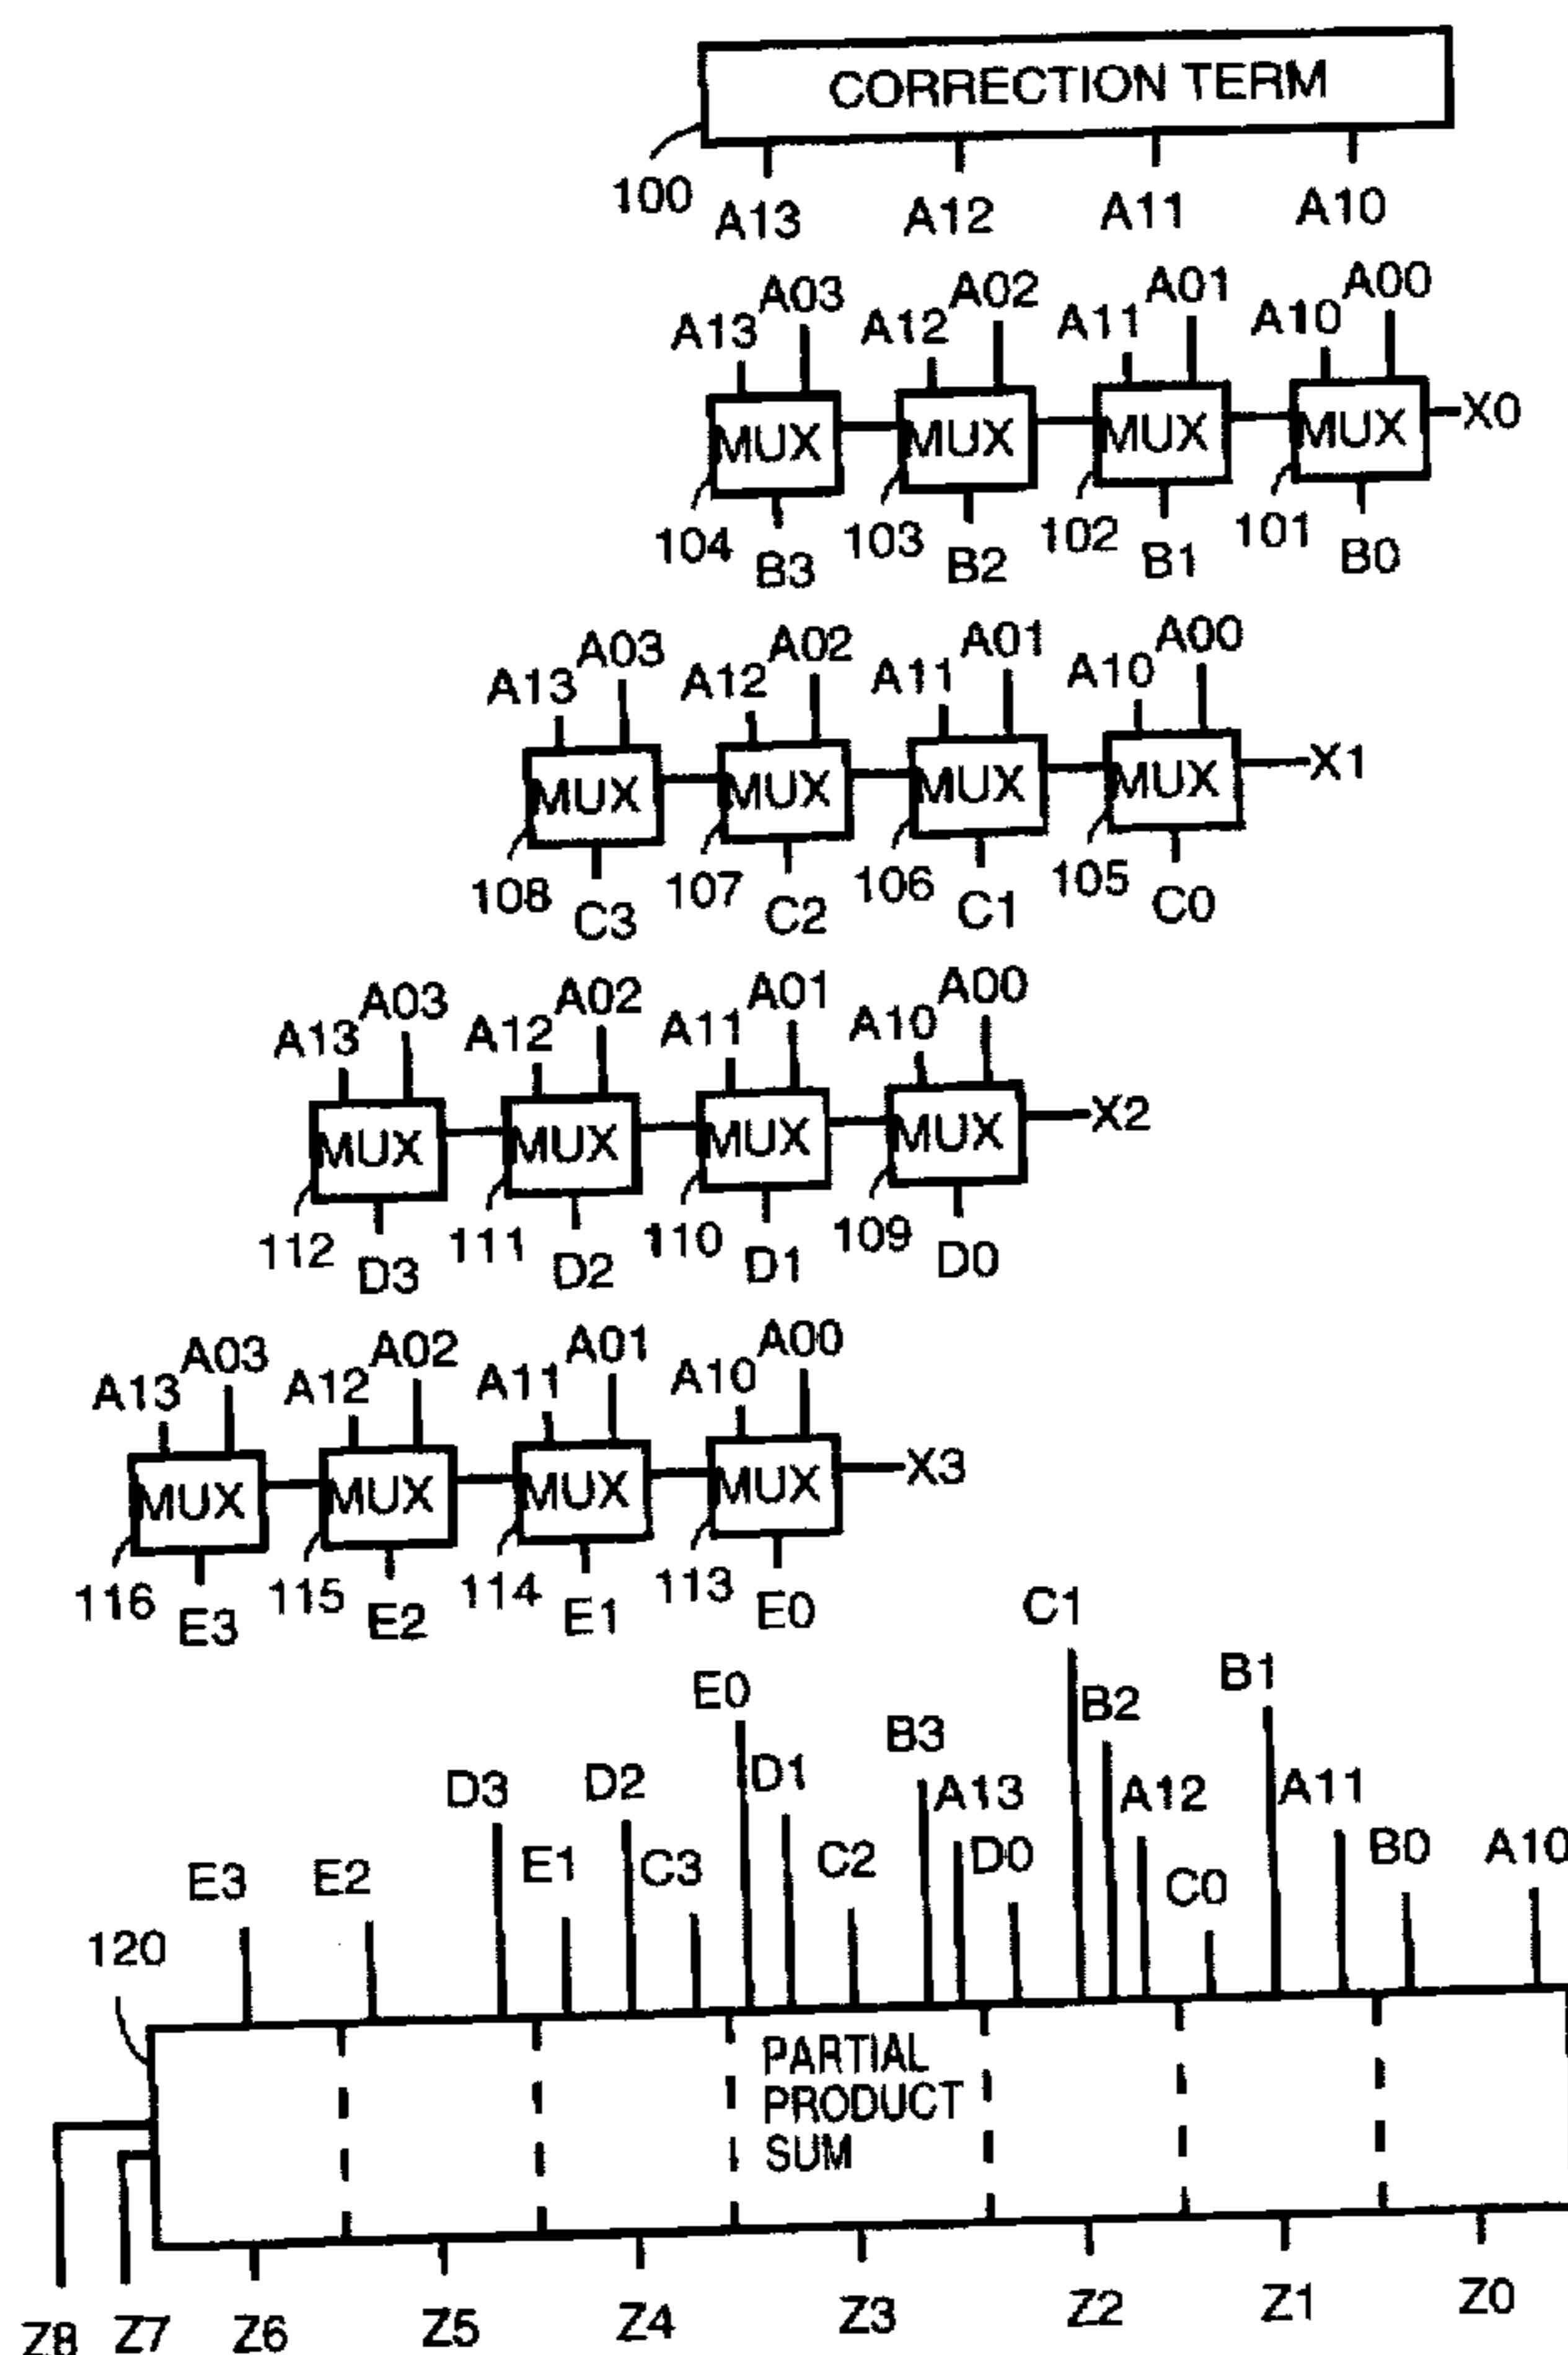 CORRECTION TERM
100 A13 A12 A11 A10
A13 A03 A12 A02 A11 A01 A10 A00
MUX MUX MUX MUX X0
104 B3 103 B2 102 B1 101 B0
A13 A03 A12 A02 A11 A01 A10 A00
MUX MUX MUX MUX X1
108 C3 107 C2 106 C1 105 C0
A13 A03 A12 A02 A11 A01 A10 A00
MUX MUX MUX MUX X2
112 D3 111 D2 110 D1 109 D0
A13 A03 A12 A02 A11 A01 A10 A00
MUX MUX MUX MUX X3
116 E3 115 E2 114 E1 113 E0
E3 E2 D3 E1 D2 C3 E0 D1 C2 B3 A13 D0 C1 B2 A12 C0 B1 A11 B0 A10
120
PARTIAL
PRODUCT
SUM
Z8 Z7 Z6 Z5 Z4 Z3 Z2 Z1 Z0